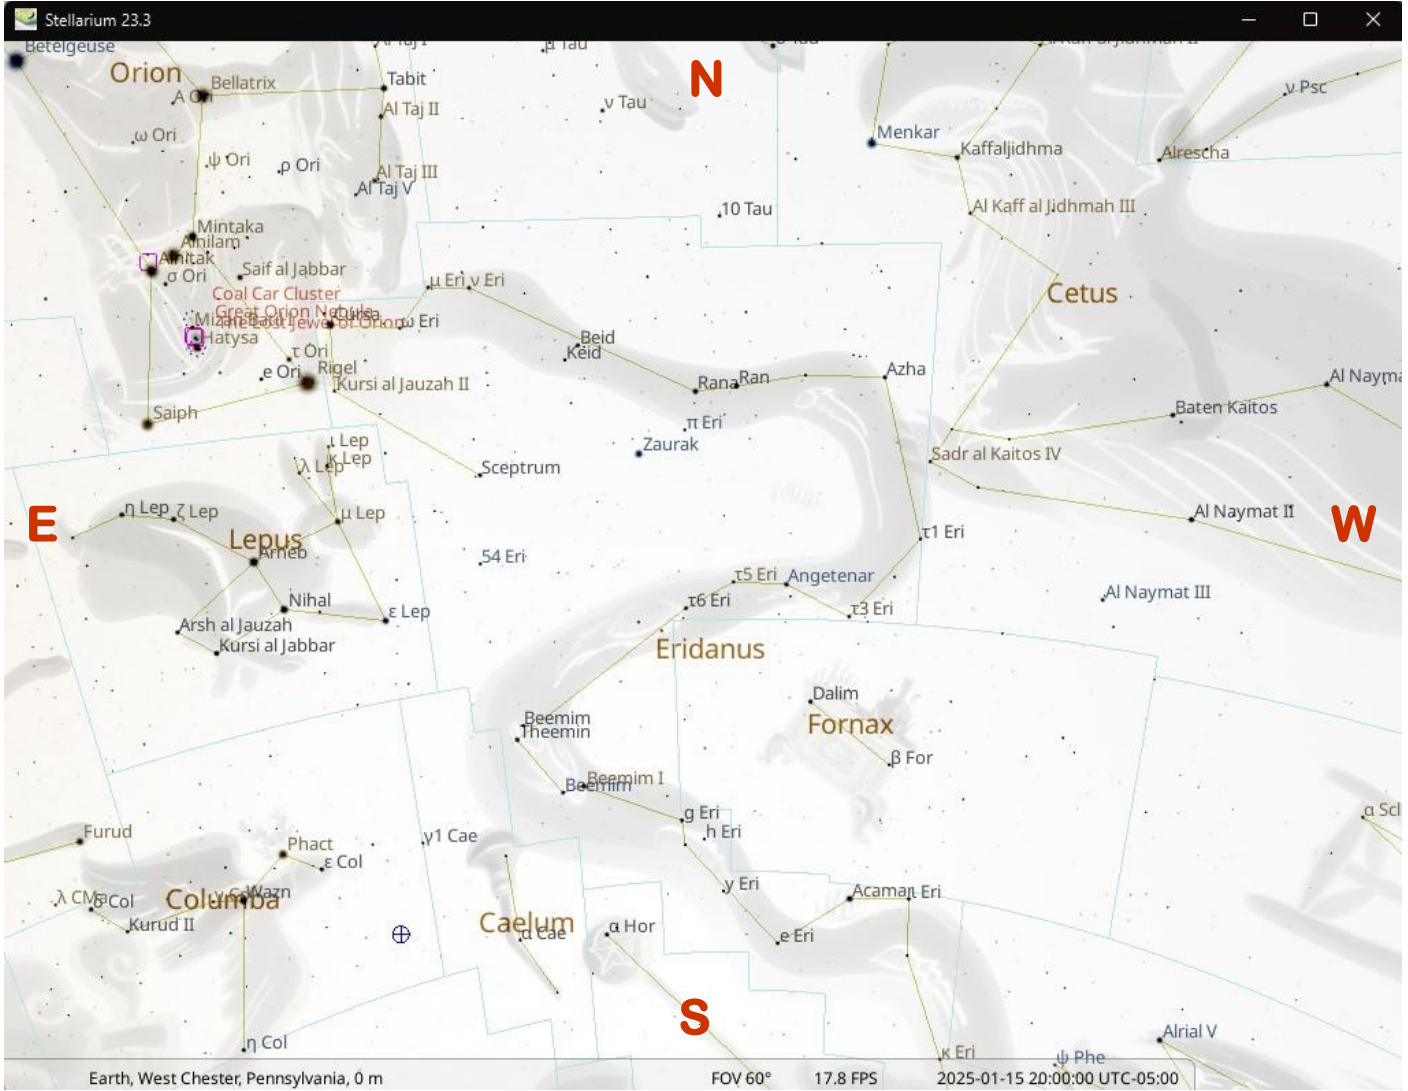 Stellarium 23.3
Betelgeuse
μ Tau
N
Orion
Bellatrix
Tabit
Al Taj II
ν Tau
ν Psc
ω Ori
Menkar
Kaffaljidhma
Alrescha
ψ Ori
ρ Ori
Al Taj III
Al Taj V
10 Tau
Al Kaff al Jidhmah III
Mintaka
Alnilam
Alnitak
σ Ori
Saif al Jabbar
μ Eri
ν Eri
Cetus
Coal Car Cluster
Great Orion Nebula
Cursa
ω Eri
Hatysa
Beid
Keid
τ Ori
e Ori
Rigel
Kursi al Jauzah II
Rana
Ran
Azha
Al Nayma
Saiph
Baten Kaitos
π Eri
Zaurak
ι Lep
κ Lep
λ Lep
Sceptrum
Sadr al Kaitos IV
η Lep
ζ Lep
μ Lep
Al Naymat II
E
W
Lepus
Arneb
τ1 Eri
54 Eri
τ5 Eri
Angetenar
Al Naymat III
Nihal
ε Lep
τ6 Eri
τ3 Eri
Arsh al Jauzah
Kursi al Jabbar
Eridanus
Dalim
Fornax
Beemim
Theemin
β For
Beemim I
Beemim
α Scl
g Eri
h Eri
Furud
γ1 Cae
Phact
ε Col
y Eri
Acamar
ι Eri
λ CMa
δ Col
Columba
Wazn
Kurud II
Caelum
α Cae
α Hor
e Eri
S
η Col
κ Eri
ψ Phe
Alrial V
Earth, West Chester, Pennsylvania, 0 m
FOV 60°
17.8 FPS
2025-01-15 20:00:00 UTC-05:00